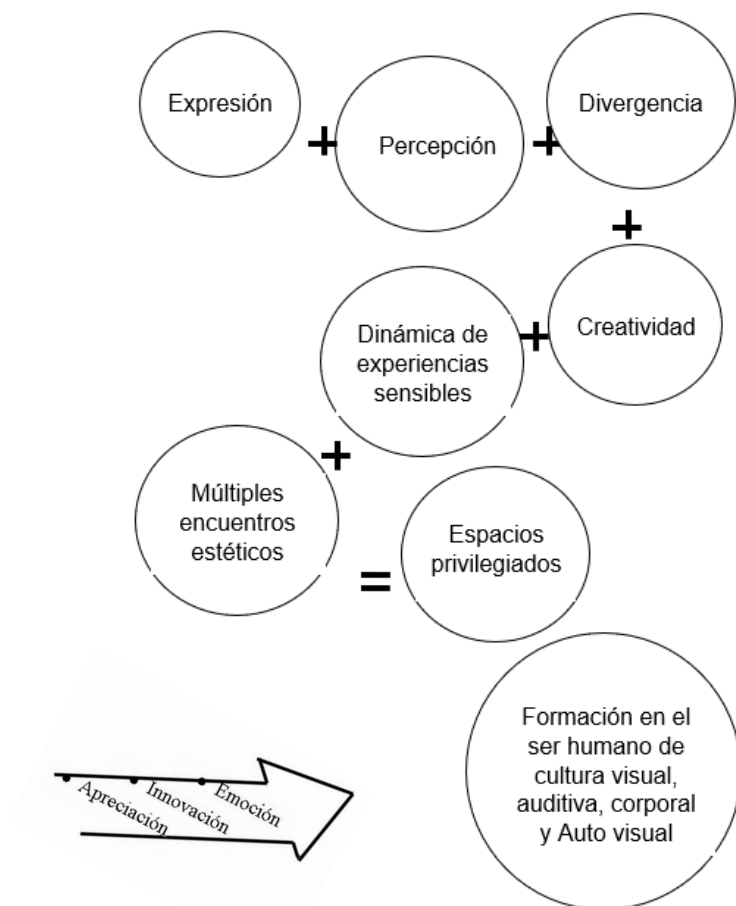 Expresión
+
Percepción
+
Divergencia
+
Creatividad
+
Dinámica de
experiencias
sensibles
+
Múltiples
encuentros
estéticos
=
Espacios
privilegiados
Formación en el
ser humano de
cultura visual,
auditiva, corporal
y Auto visual
Apreciación
Innovación
Emoción